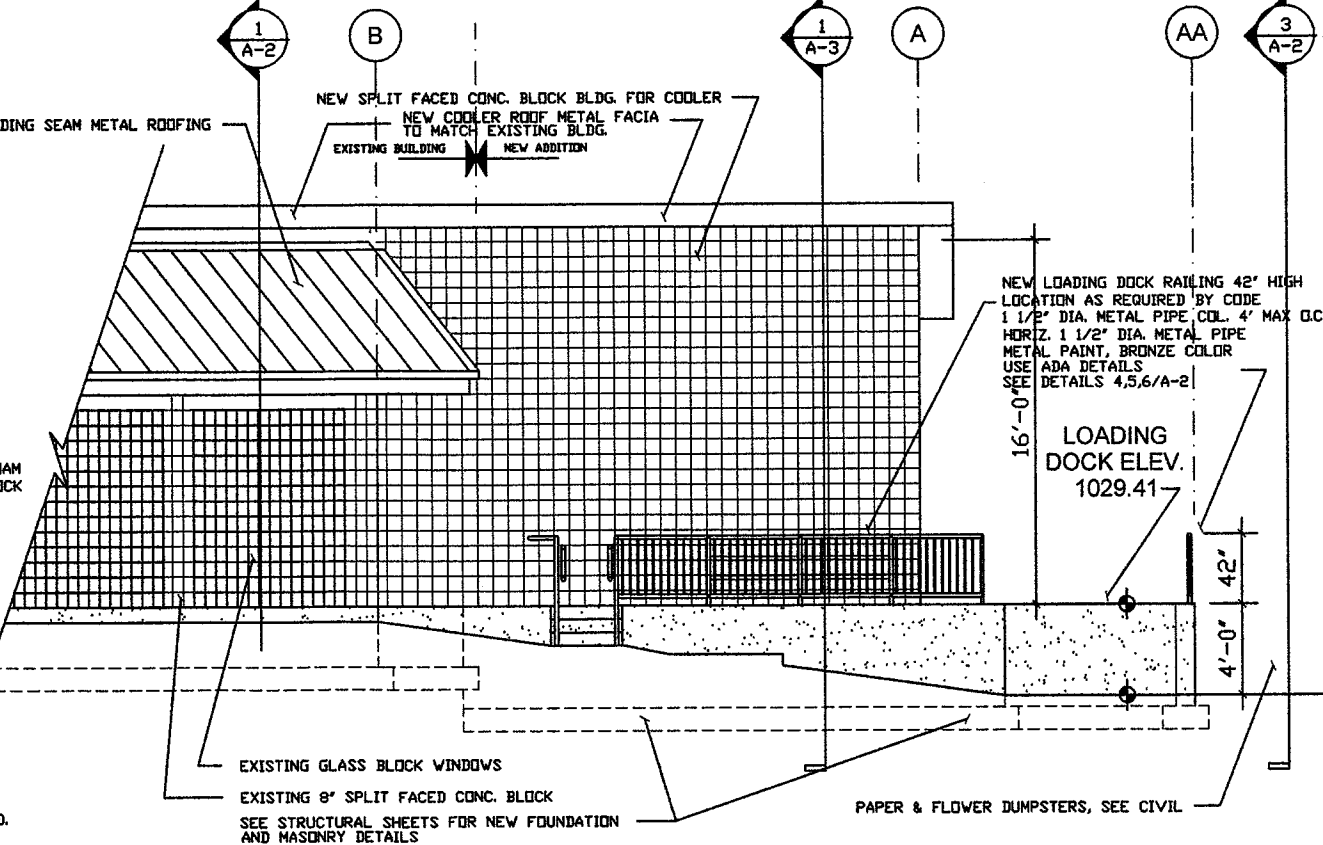 1
A-2
B
1
A-3
A
AA
3
A-2
NEW SPLIT FACED CONC. BLOCK BLDG. FOR COOLER
DING SEAM METAL ROOFING
NEW COOLER ROOF METAL FACIA
TO MATCH EXISTING BLDG.
EXISTING BUILDING
NEW ADDITION
NEW LOADING DOCK RAILING 42" HIGH
LOCATION AS REQUIRED BY CODE
1 1/2" DIA. METAL PIPE COL. 4' MAX O.C
HORIZ. 1 1/2" DIA. METAL PIPE
METAL PAINT, BRONZE COLOR
USE ADA DETAILS
SEE DETAILS 4,5,6/A-2
16'-0"
LOADING
DOCK ELEV.
1029.41
42"
4'-0"
AM
OCK
EXISTING GLASS BLOCK WINDOWS
EXISTING 8" SPLIT FACED CONC. BLOCK
SEE STRUCTURAL SHEETS FOR NEW FOUNDATION
AND MASONRY DETAILS
PAPER & FLOWER DUMPSTERS, SEE CIVIL